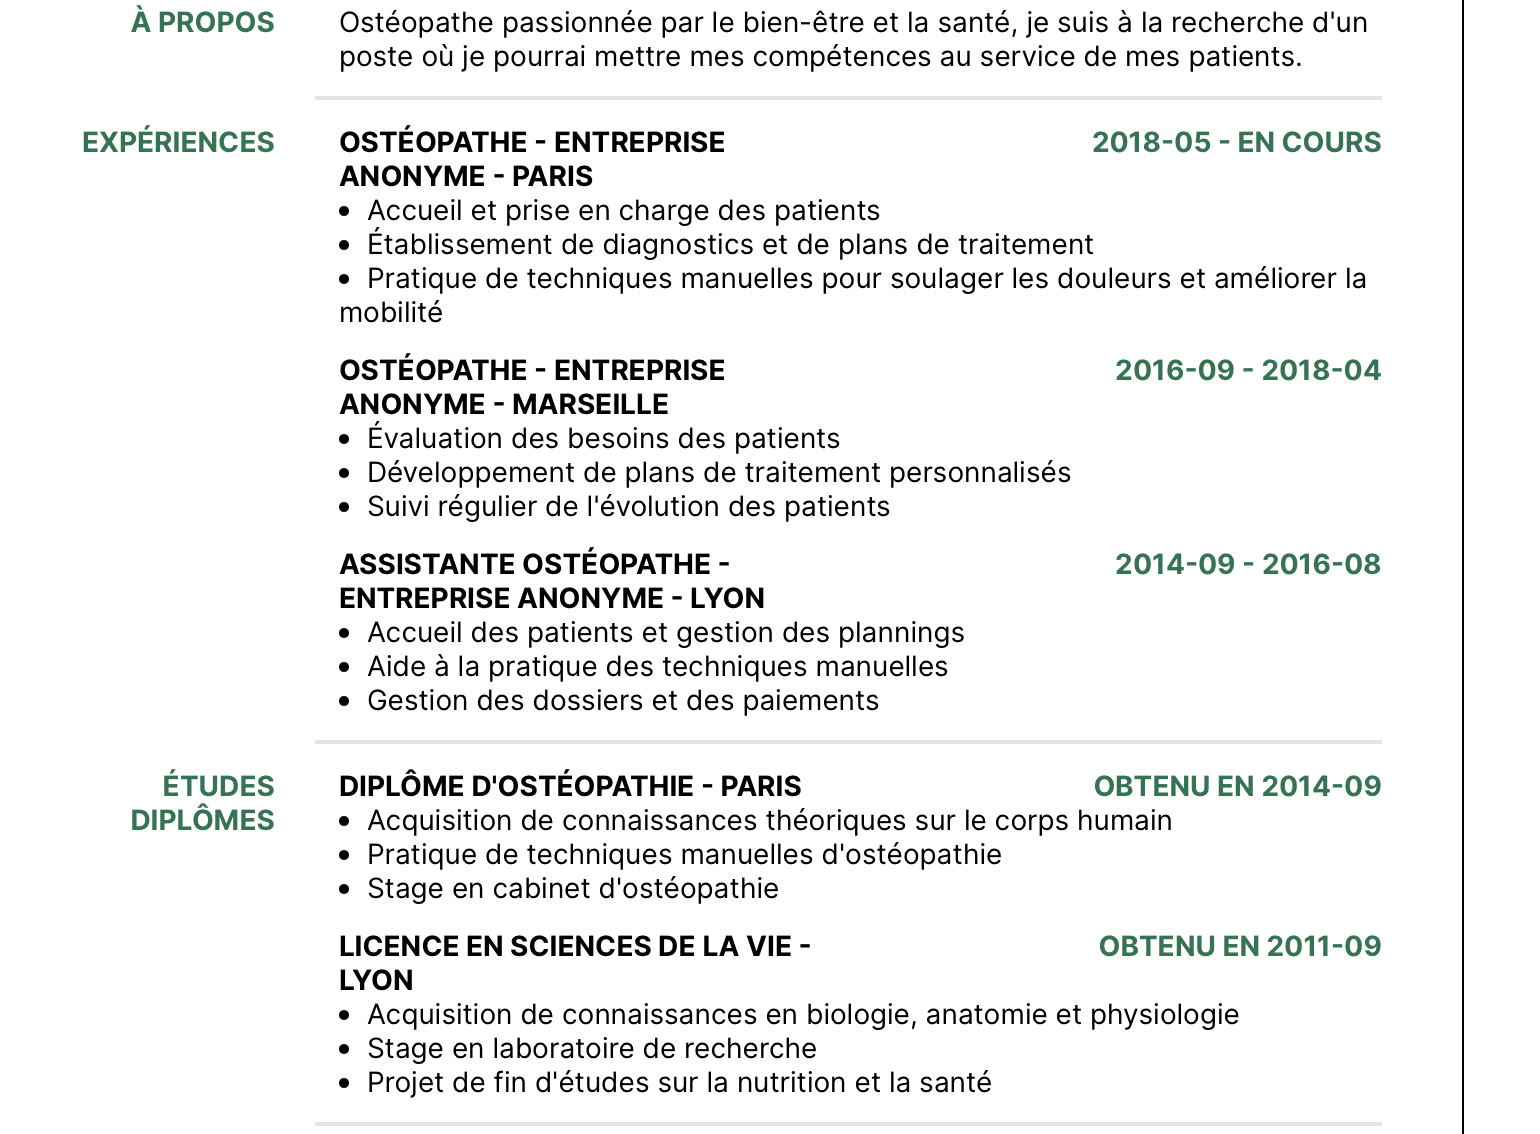 À PROPOS
Ostéopathe passionnée par le bien-être et la santé, je suis à la recherche d'un
poste où je pourrai mettre mes compétences au service de mes patients.
EXPÉRIENCES
OSTÉOPATHE - ENTREPRISE
ANONYME - PARIS
2018-05 - EN COURS
• Accueil et prise en charge des patients
• Établissement de diagnostics et de plans de traitement
• Pratique de techniques manuelles pour soulager les douleurs et améliorer la
mobilité
OSTÉOPATHE - ENTREPRISE
ANONYME - MARSEILLE
2016-09 - 2018-04
• Évaluation des besoins des patients
• Développement de plans de traitement personnalisés
• Suivi régulier de l'évolution des patients
ASSISTANTE OSTÉOPATHE -
ENTREPRISE ANONYME - LYON
2014-09 - 2016-08
• Accueil des patients et gestion des plannings
• Aide à la pratique des techniques manuelles
• Gestion des dossiers et des paiements
ÉTUDES
DIPLÔMES
DIPLÔME D'OSTÉOPATHIE - PARIS
OBTENU EN 2014-09
• Acquisition de connaissances théoriques sur le corps humain
• Pratique de techniques manuelles d'ostéopathie
• Stage en cabinet d'ostéopathie
LICENCE EN SCIENCES DE LA VIE -
LYON
OBTENU EN 2011-09
• Acquisition de connaissances en biologie, anatomie et physiologie
• Stage en laboratoire de recherche
• Projet de fin d'études sur la nutrition et la santé